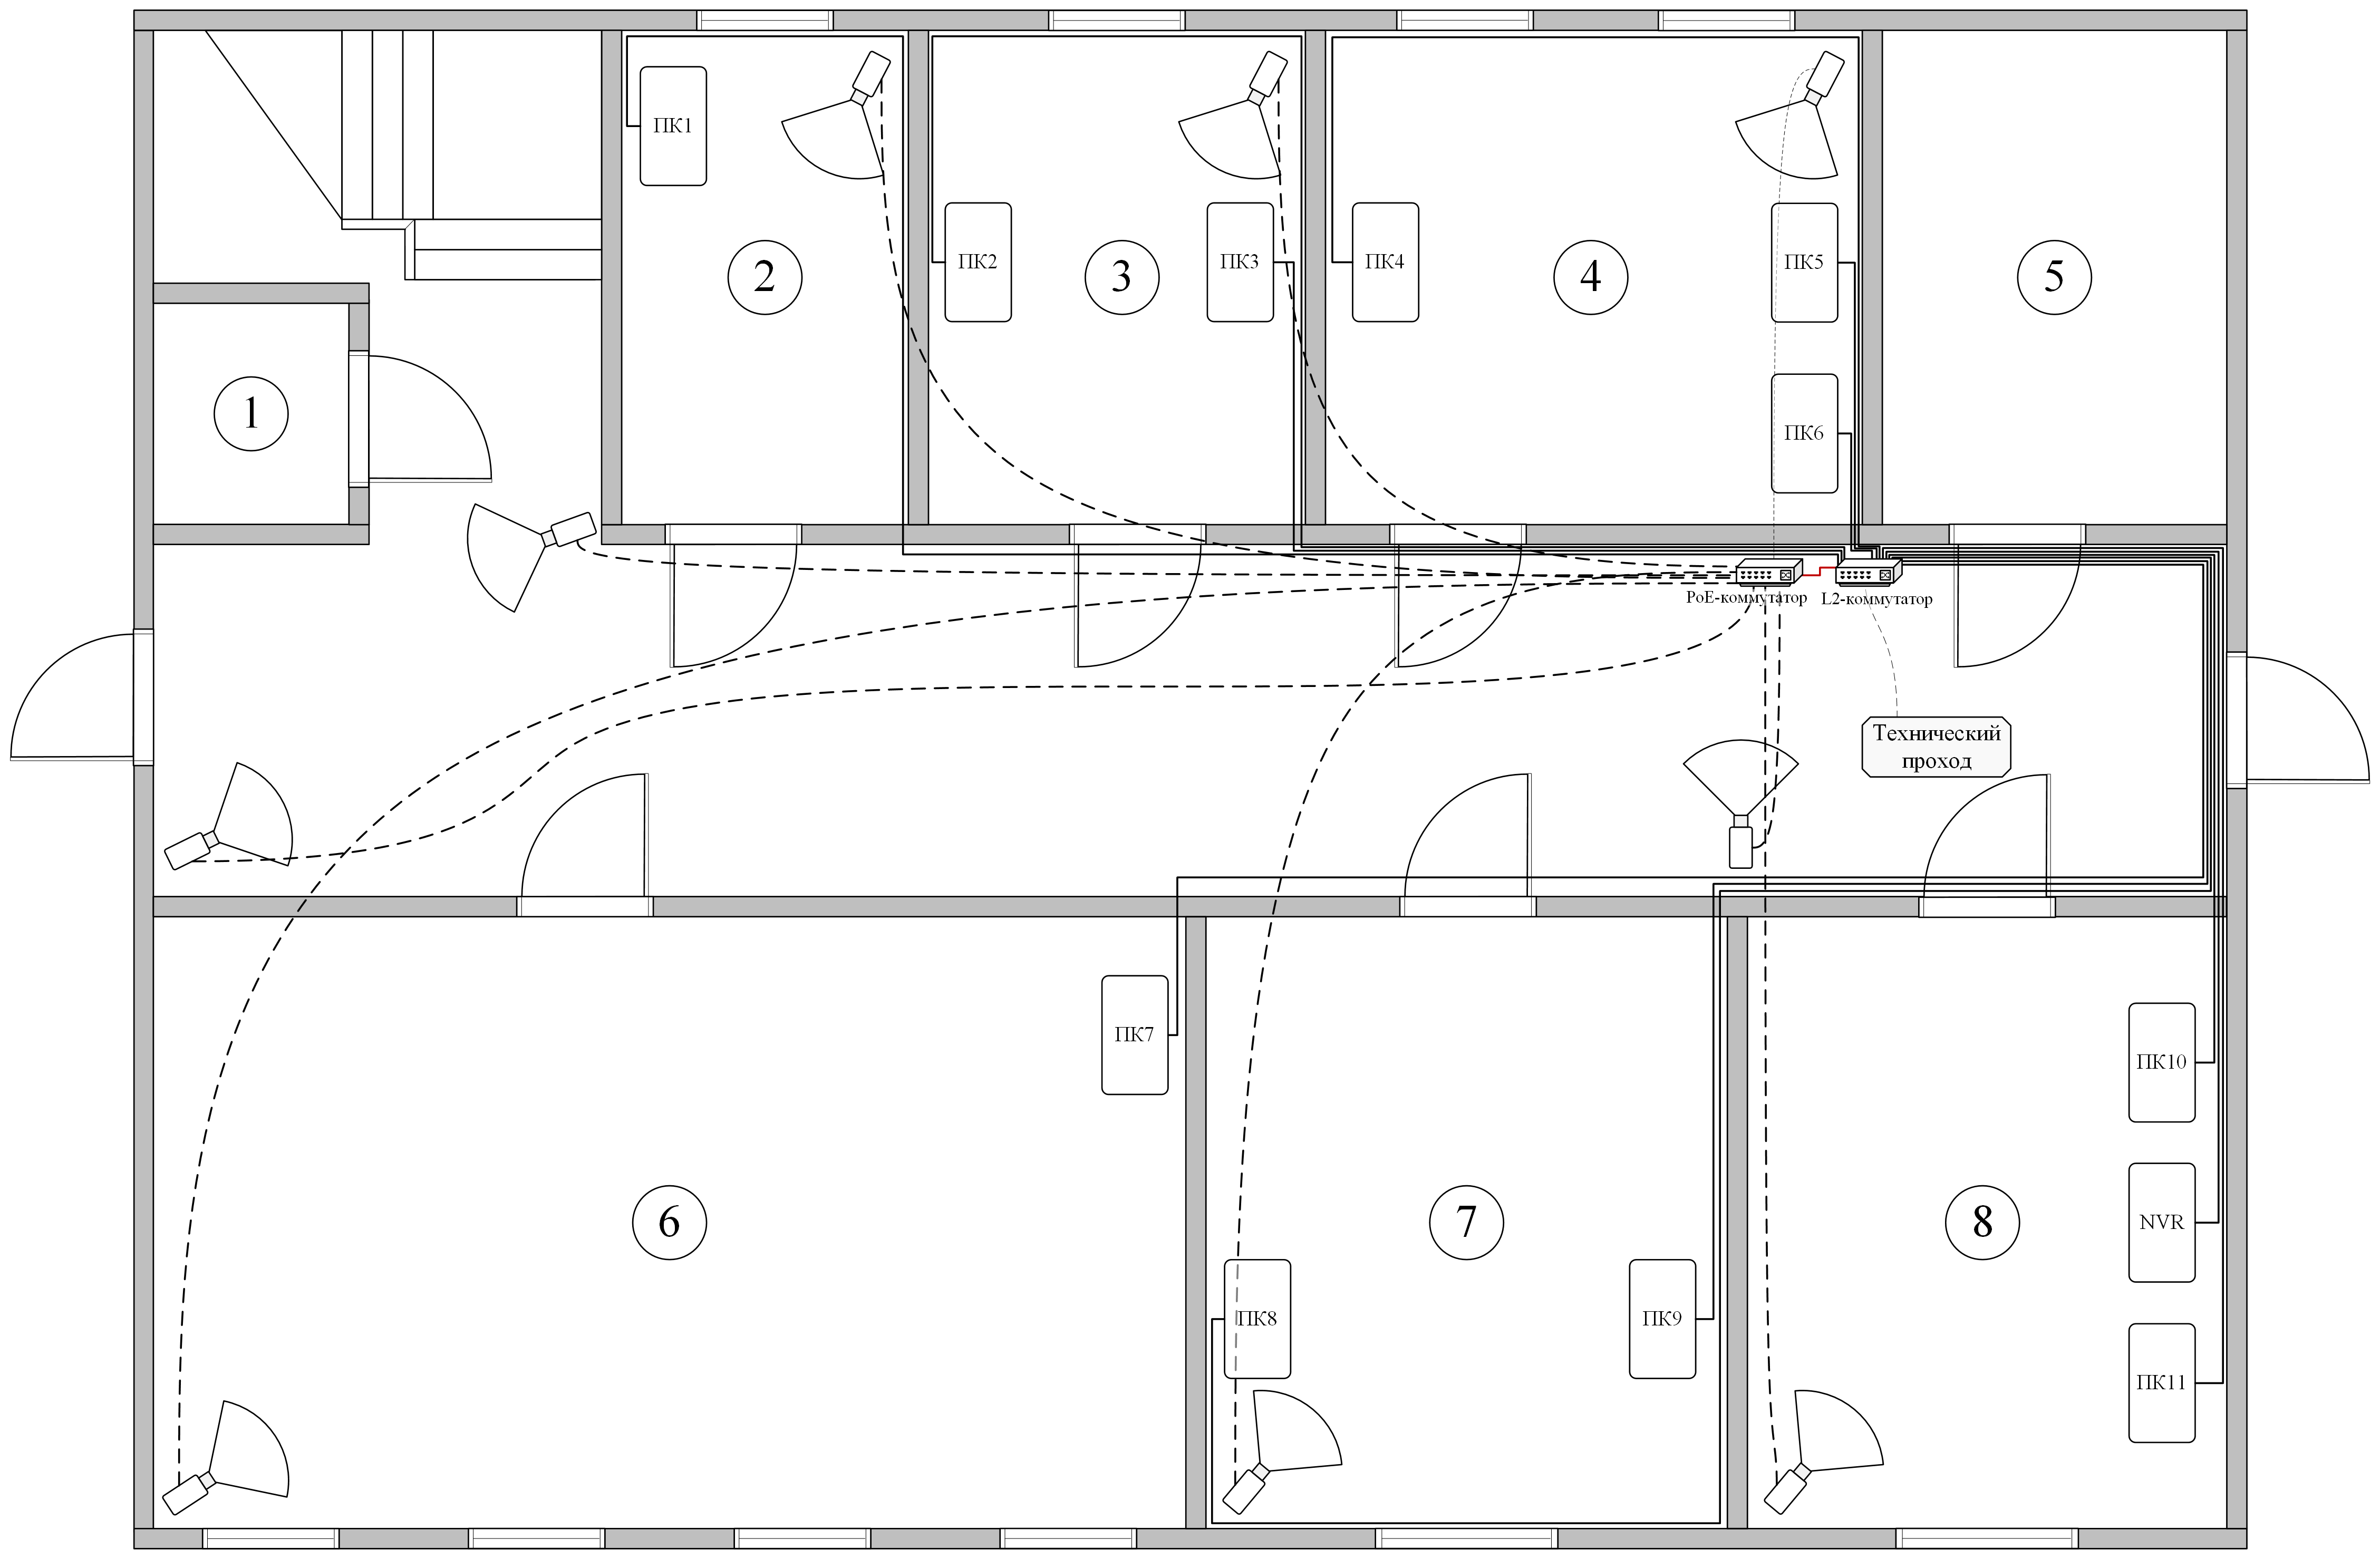 ПК1
2
ПК2
3
ПК3
ПК4
4
ПК5
5
1
ПК6
PoE-коммутатор
L2-коммутатор
Технический
проход
ПК7
ПК10
6
7
8
NVR
ПК8
ПК9
ПК11